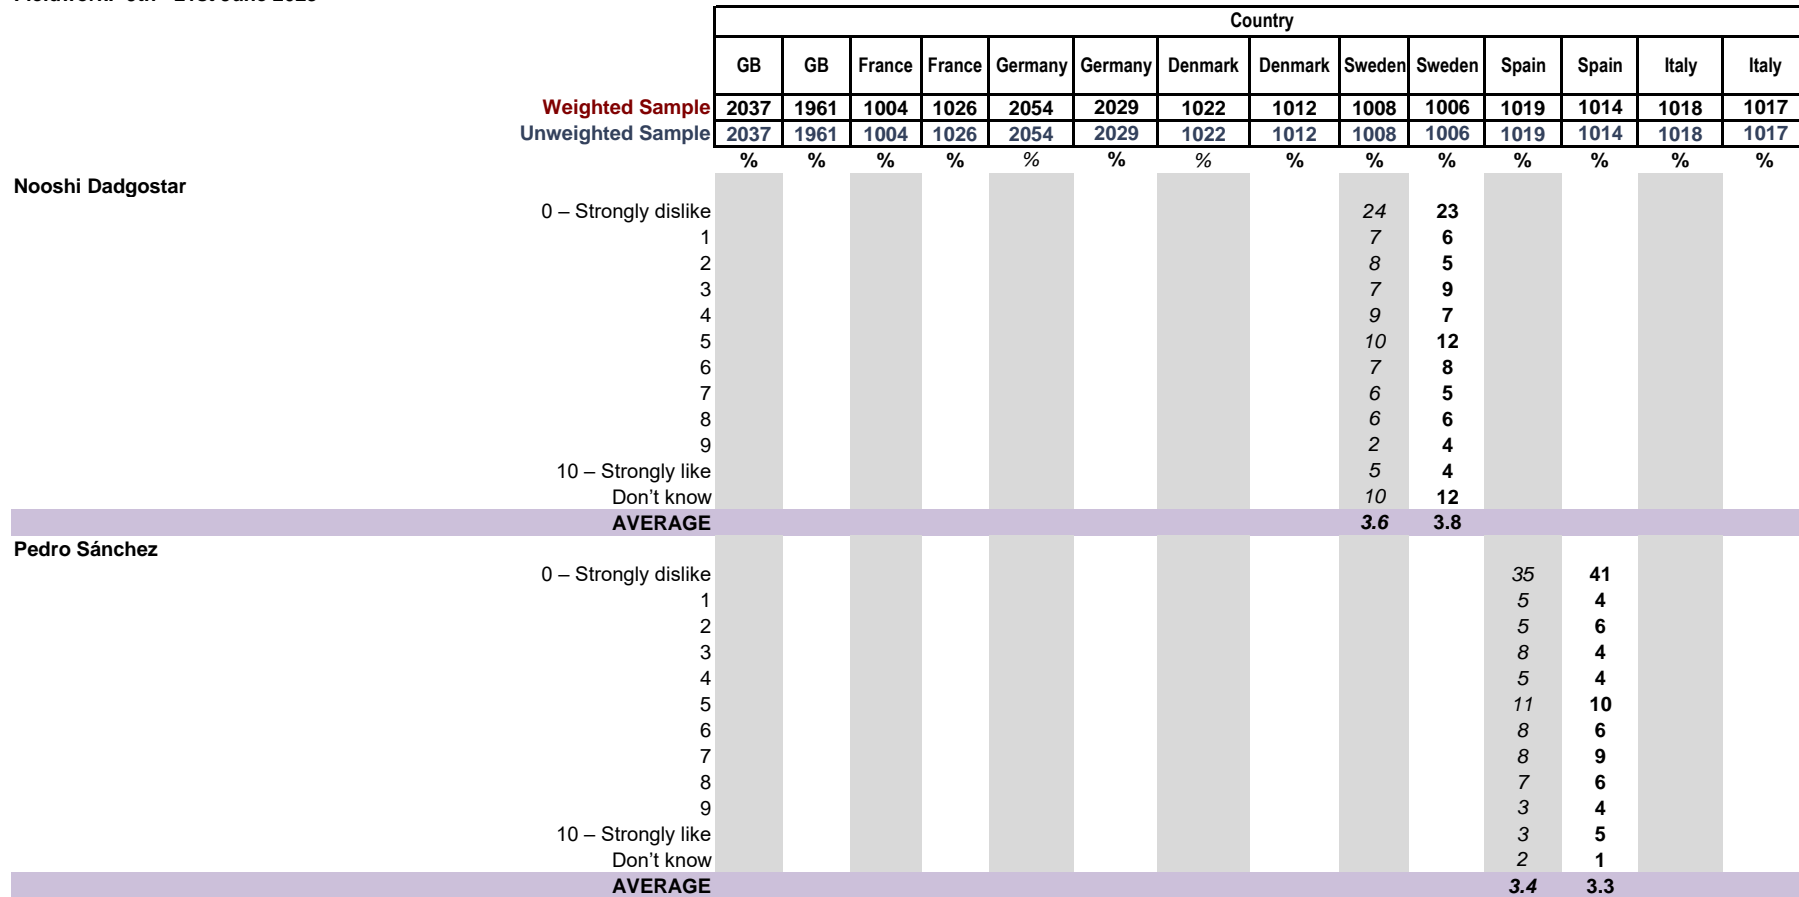 Country
GB GB France France Germany Germany Denmark Denmark Sweden Sweden Spain Spain Italy Italy
Weighted Sample 2037 1961 1004 1026 2054 2029 1022 1012 1008 1006 1019 1014 1018 1017
Unweighted Sample 2037 1961 1004 1026 2054 2029 1022 1012 1008 1006 1019 1014 1018 1017
% % % % % % % % % % % % % %
Nooshi Dadgostar
0 – Strongly dislike 24 23
1 7 6
2 8 5
3 7 9
4 9 7
5 10 12
6 7 8
7 6 5
8 6 6
9 2 4
10 – Strongly like 5 4
Don't know 10 12
AVERAGE 3.6 3.8
Pedro Sánchez
0 – Strongly dislike 35 41
1 5 4
2 5 6
3 8 4
4 5 4
5 11 10
6 8 6
7 8 9
8 7 6
9 3 4
10 – Strongly like 3 5
Don't know 2 1
AVERAGE 3.4 3.3